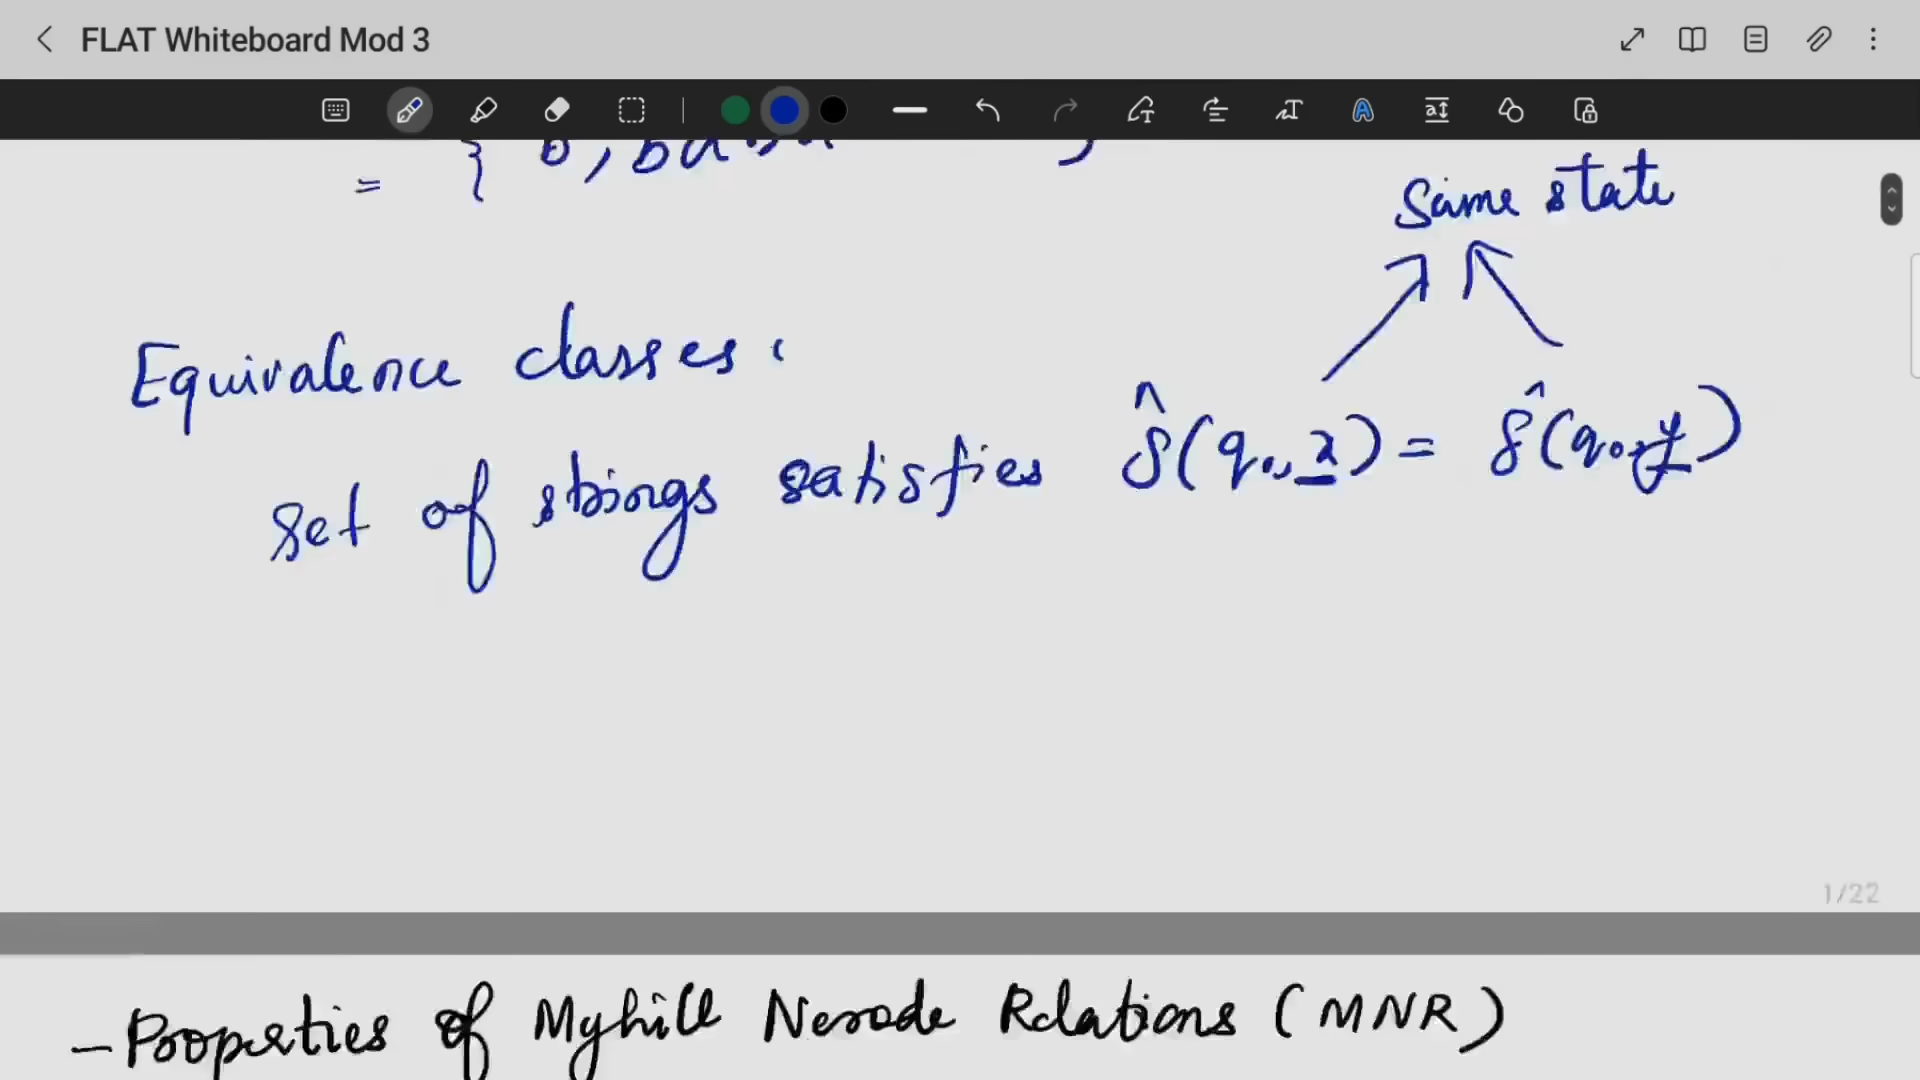 FLAT Whiteboard Mod 3
= {
Same state
Equivalence classes:
Set of strings satisfies δ̂(q₀, x) = δ̂(q₀, y)
1/22
- Properties of Myhill Nerode Relations (MNR)